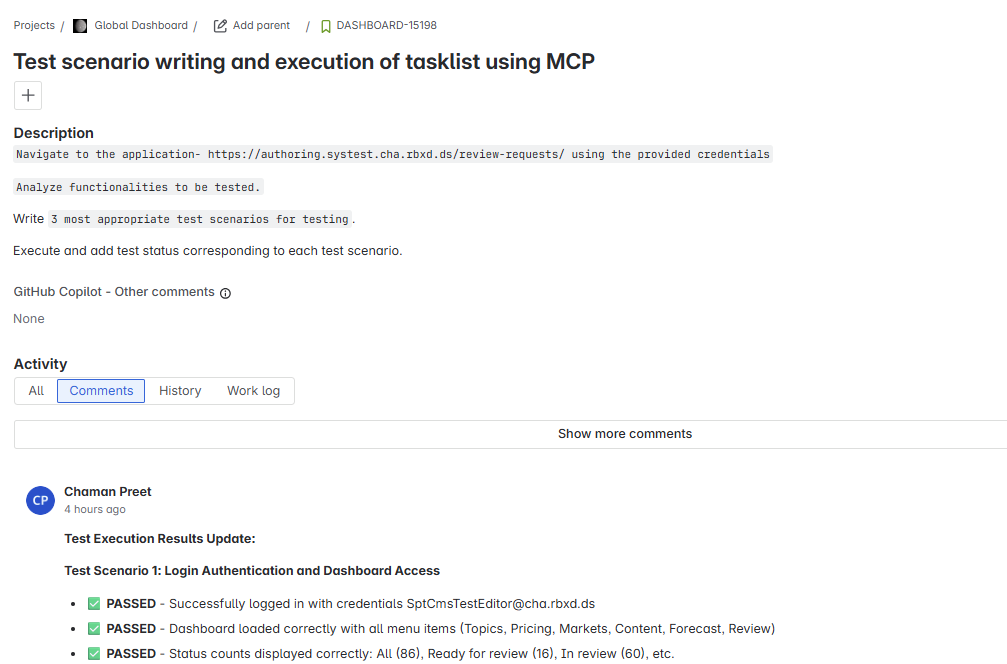 Projects / Global Dashboard / Add parent / DASHBOARD-15198
Test scenario writing and execution of tasklist using MCP
Description
Navigate to the application- https://authoring.systest.cha.rbxd.ds/review-requests/ using the provided credentials
Analyze functionalities to be tested.
Write 3 most appropriate test scenarios for testing.
Execute and add test status corresponding to each test scenario.
GitHub Copilot - Other comments
None
Activity
All Comments History Work log
Show more comments
CP Chaman Preet
4 hours ago
Test Execution Results Update:
Test Scenario 1: Login Authentication and Dashboard Access
• ✅ PASSED - Successfully logged in with credentials SptCmsTestEditor@cha.rbxd.ds
• ✅ PASSED - Dashboard loaded correctly with all menu items (Topics, Pricing, Markets, Content, Forecast, Review)
• ✅ PASSED - Status counts displayed correctly: All (86), Ready for review (16), In review (60), etc.